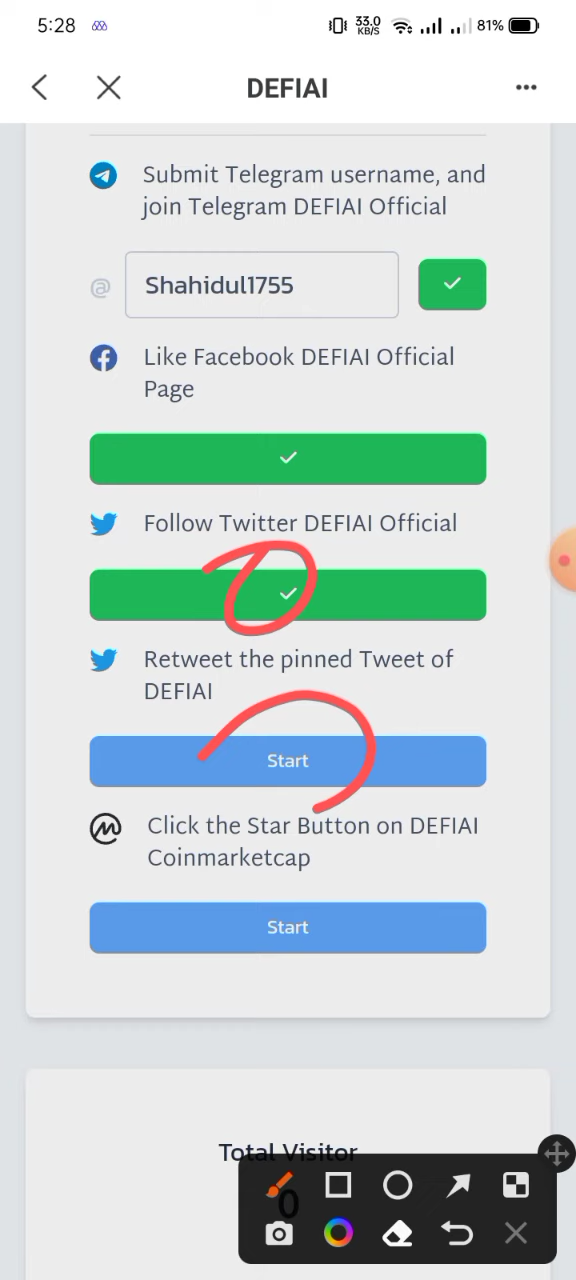 5:28
33.0
KB/S
81%
DEFIAI
Submit Telegram username, and
join Telegram DEFIAI Official
@
Shahidul1755
Like Facebook DEFIAI Official
Page
Follow Twitter DEFIAI Official
Retweet the pinned Tweet of
DEFIAI
Start
Click the Star Button on DEFIAI
Coinmarketcap
Start
Total Visitor
0